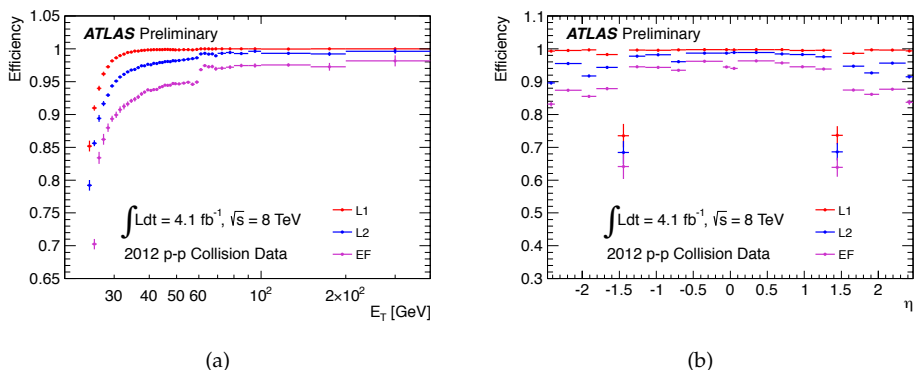 ATLAS Preliminary
Efficiency
1.05
1
0.95
0.9
0.85
0.8
0.75
0.7
0.65
∫Ldt = 4.1 fb⁻¹, √s = 8 TeV
2012 p-p Collision Data
L1
L2
EF
30 40 50 60 10² 2×10²
E_T [GeV]
(a)
ATLAS Preliminary
Efficiency
1.1
1
0.9
0.8
0.7
0.6
0.5
0.4
0.3
∫Ldt = 4.1 fb⁻¹, √s = 8 TeV
2012 p-p Collision Data
L1
L2
EF
-2 -1.5 -1 -0.5 0 0.5 1 1.5 2
η
(b)